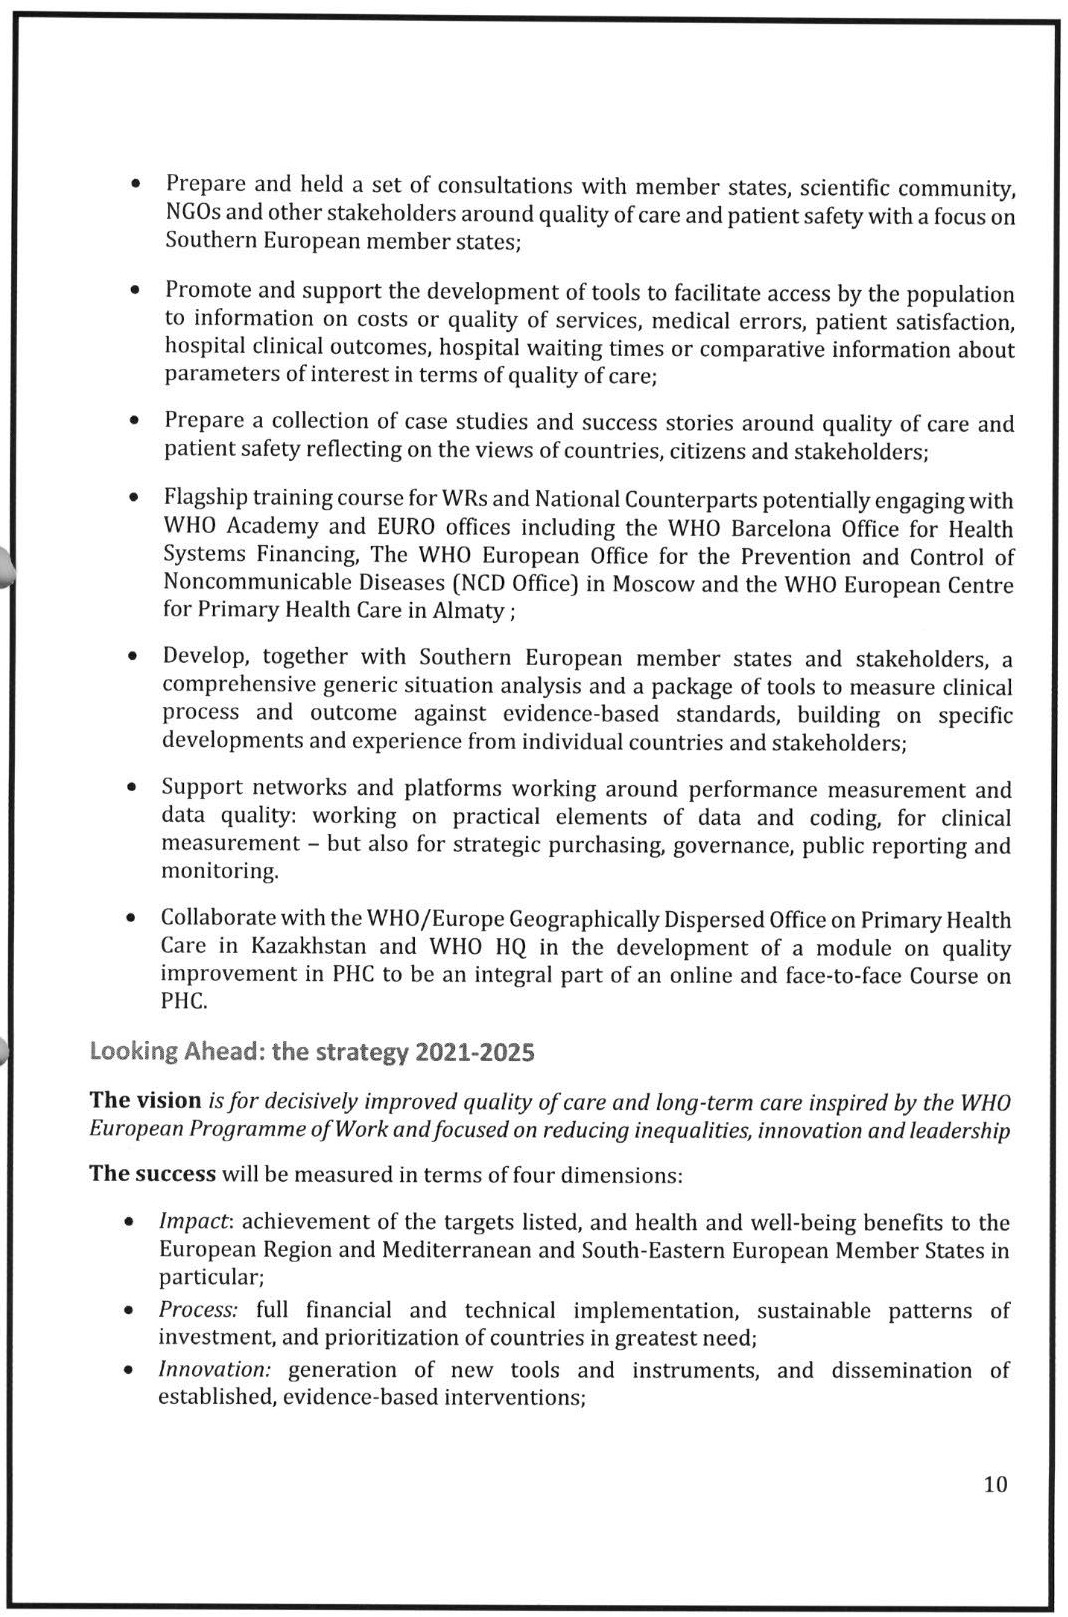 • Prepare and held a set of consultations with member states, scientific community,
NGOs and other stakeholders around quality of care and patient safety with a focus on
Southern European member states;
• Promote and support the development of tools to facilitate access by the population
to information on costs or quality of services, medical errors, patient satisfaction,
hospital clinical outcomes, hospital waiting times or comparative information about
parameters of interest in terms of quality of care;
• Prepare a collection of case studies and success stories around quality of care and
patient safety reflecting on the views of countries, citizens and stakeholders;
• Flagship training course for WRs and National Counterparts potentially engaging with
WHO Academy and EURO offices including the WHO Barcelona Office for Health
Systems Financing, The WHO European Office for the Prevention and Control of
Noncommunicable Diseases (NCD Office) in Moscow and the WHO European Centre
for Primary Health Care in Almaty ;
• Develop, together with Southern European member states and stakeholders, a
comprehensive generic situation analysis and a package of tools to measure clinical
process and outcome against evidence-based standards, building on specific
developments and experience from individual countries and stakeholders;
• Support networks and platforms working around performance measurement and
data quality: working on practical elements of data and coding, for clinical
measurement – but also for strategic purchasing, governance, public reporting and
monitoring.
• Collaborate with the WHO/Europe Geographically Dispersed Office on Primary Health
Care in Kazakhstan and WHO HQ in the development of a module on quality
improvement in PHC to be an integral part of an online and face-to-face Course on
PHC.
Looking Ahead: the strategy 2021-2025
The vision is for decisively improved quality of care and long-term care inspired by the WHO
European Programme of Work and focused on reducing inequalities, innovation and leadership
The success will be measured in terms of four dimensions:
• Impact: achievement of the targets listed, and health and well-being benefits to the
European Region and Mediterranean and South-Eastern European Member States in
particular;
• Process: full financial and technical implementation, sustainable patterns of
investment, and prioritization of countries in greatest need;
• Innovation: generation of new tools and instruments, and dissemination of
established, evidence-based interventions;
10